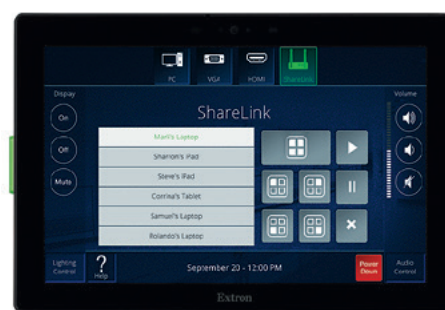 PC VGA HDMI ShareLink
Display
Volume
On
Off
Mute
ShareLink
Marli's Laptop
Sharron's iPad
Steve's iPad
Corrina's Tablet
Samuel's Laptop
Rolando's Laptop
Lighting
Control
?
Help
September 20 - 12:00 PM
Power
Down
Audio
Control
Extron